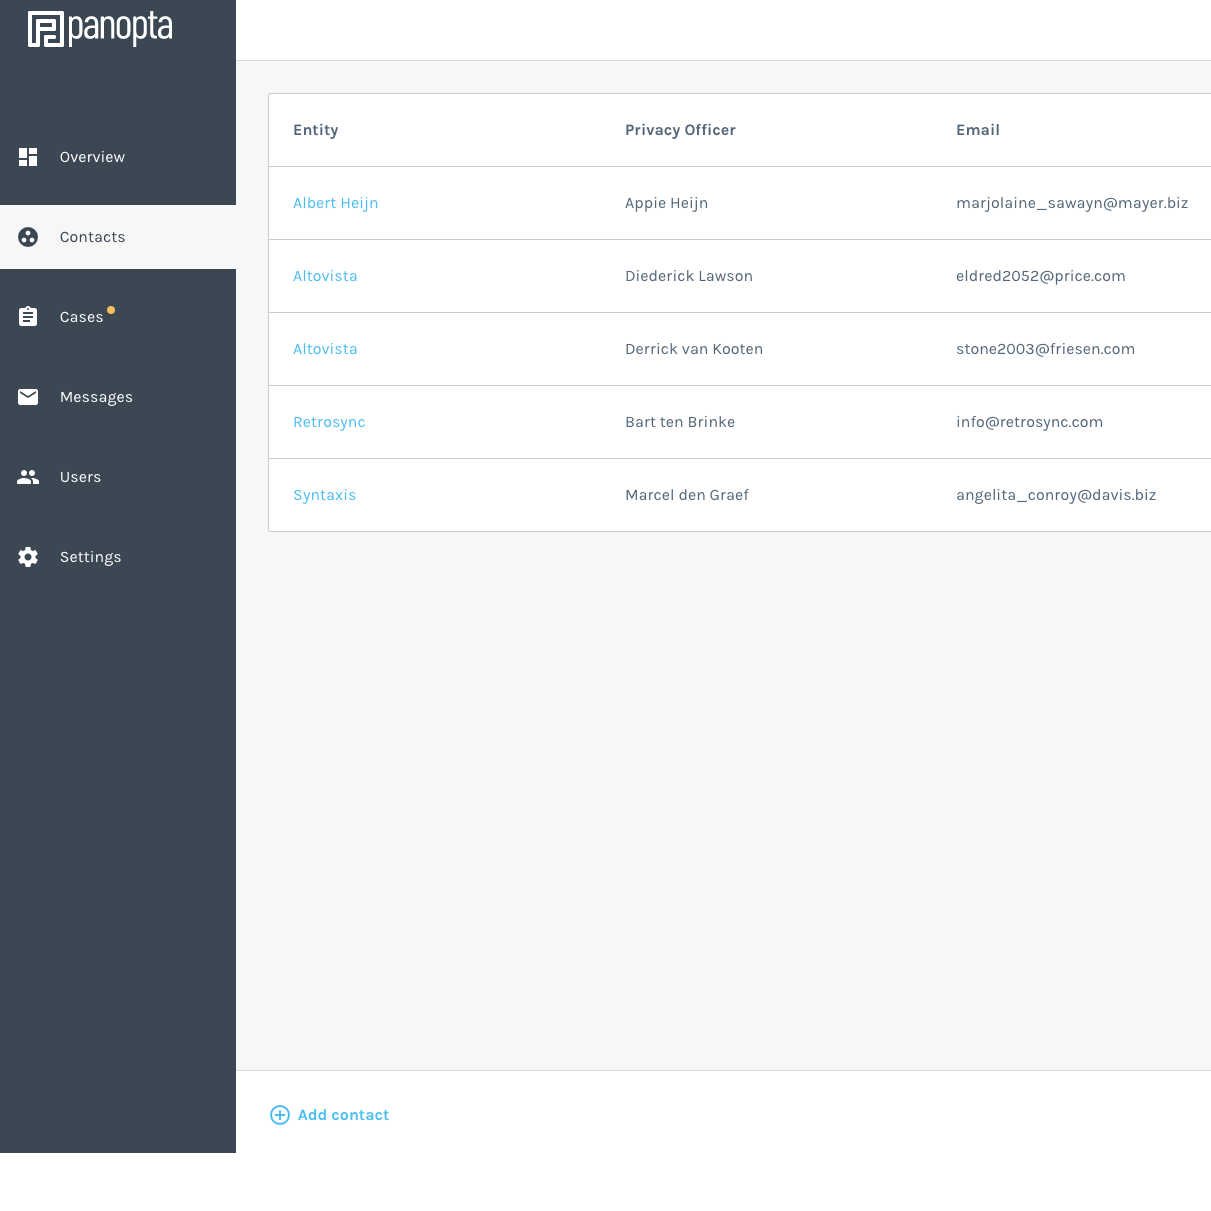 panopta
Overview
Contacts
Cases
Messages
Users
Settings
Entity Privacy Officer Email
Albert Heijn Appie Heijn marjolaine_sawayn@mayer.biz
Altovista Diederick Lawson eldred2052@price.com
Altovista Derrick van Kooten stone2003@friesen.com
Retrosync Bart ten Brinke info@retrosync.com
Syntaxis Marcel den Graef angelita_conroy@davis.biz
Add contact